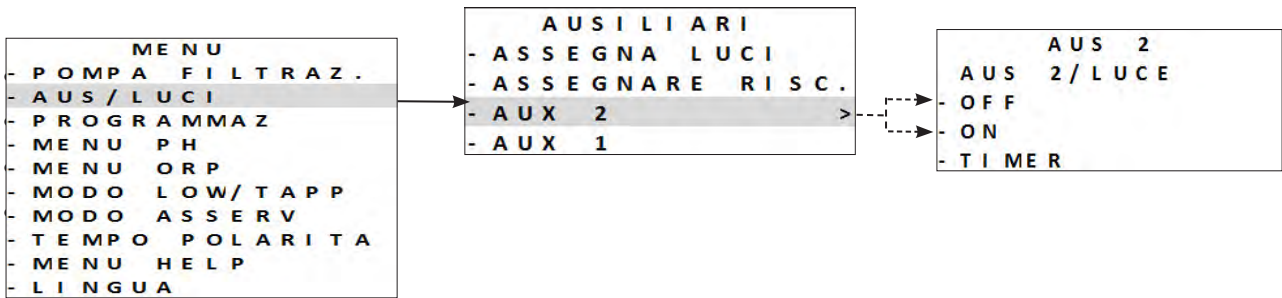 MENU
- POMPA FILTRAZ.
- AUS/LUCI
- PROGRAMMAZ
- MENU PH
- MENU ORP
- MODO LOW/TAPP
- MODO ASSERV
- TEMPO POLARITA
- MENU HELP
- LINGUA
AUSILIARI
- ASSEGNA LUCI
- ASSEGNARE RISC.
- AUX 2 >
- AUX 1
AUS 2
AUS 2/LUCE
- OFF
- ON
- TIMER